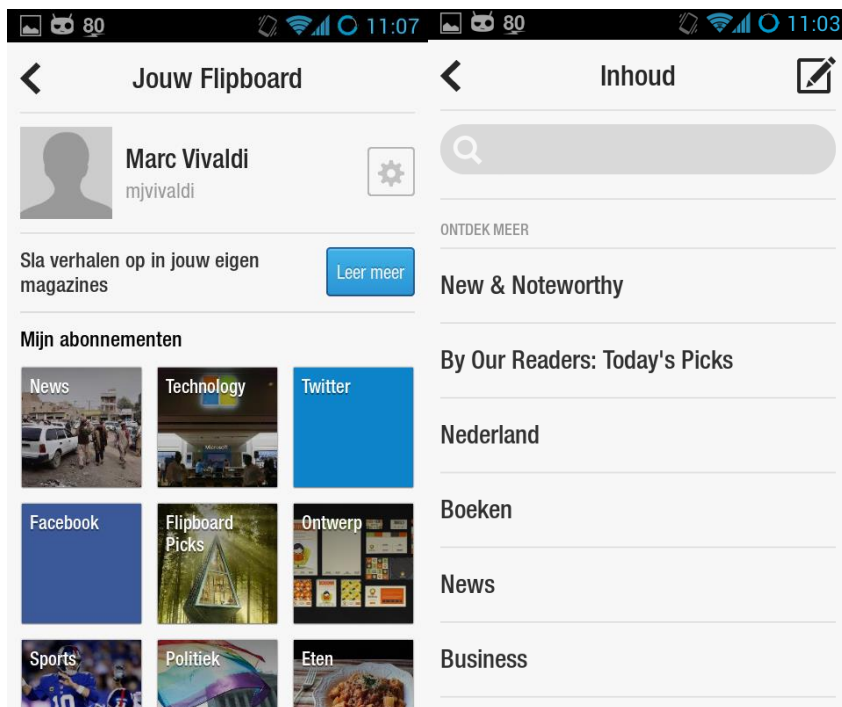 80
11:07
Jouw Flipboard
Marc Vivaldi
mjvivaldi
Sla verhalen op in jouw eigen
magazines
Leer meer
Mijn abonnementen
News
Technology
Microsoft
Twitter
Facebook
Flipboard
Picks
Ontwerp
Sports
Politiek
Eten
10
80
11:03
Inhoud
ONTDEK MEER
New & Noteworthy
By Our Readers: Today's Picks
Nederland
Boeken
News
Business